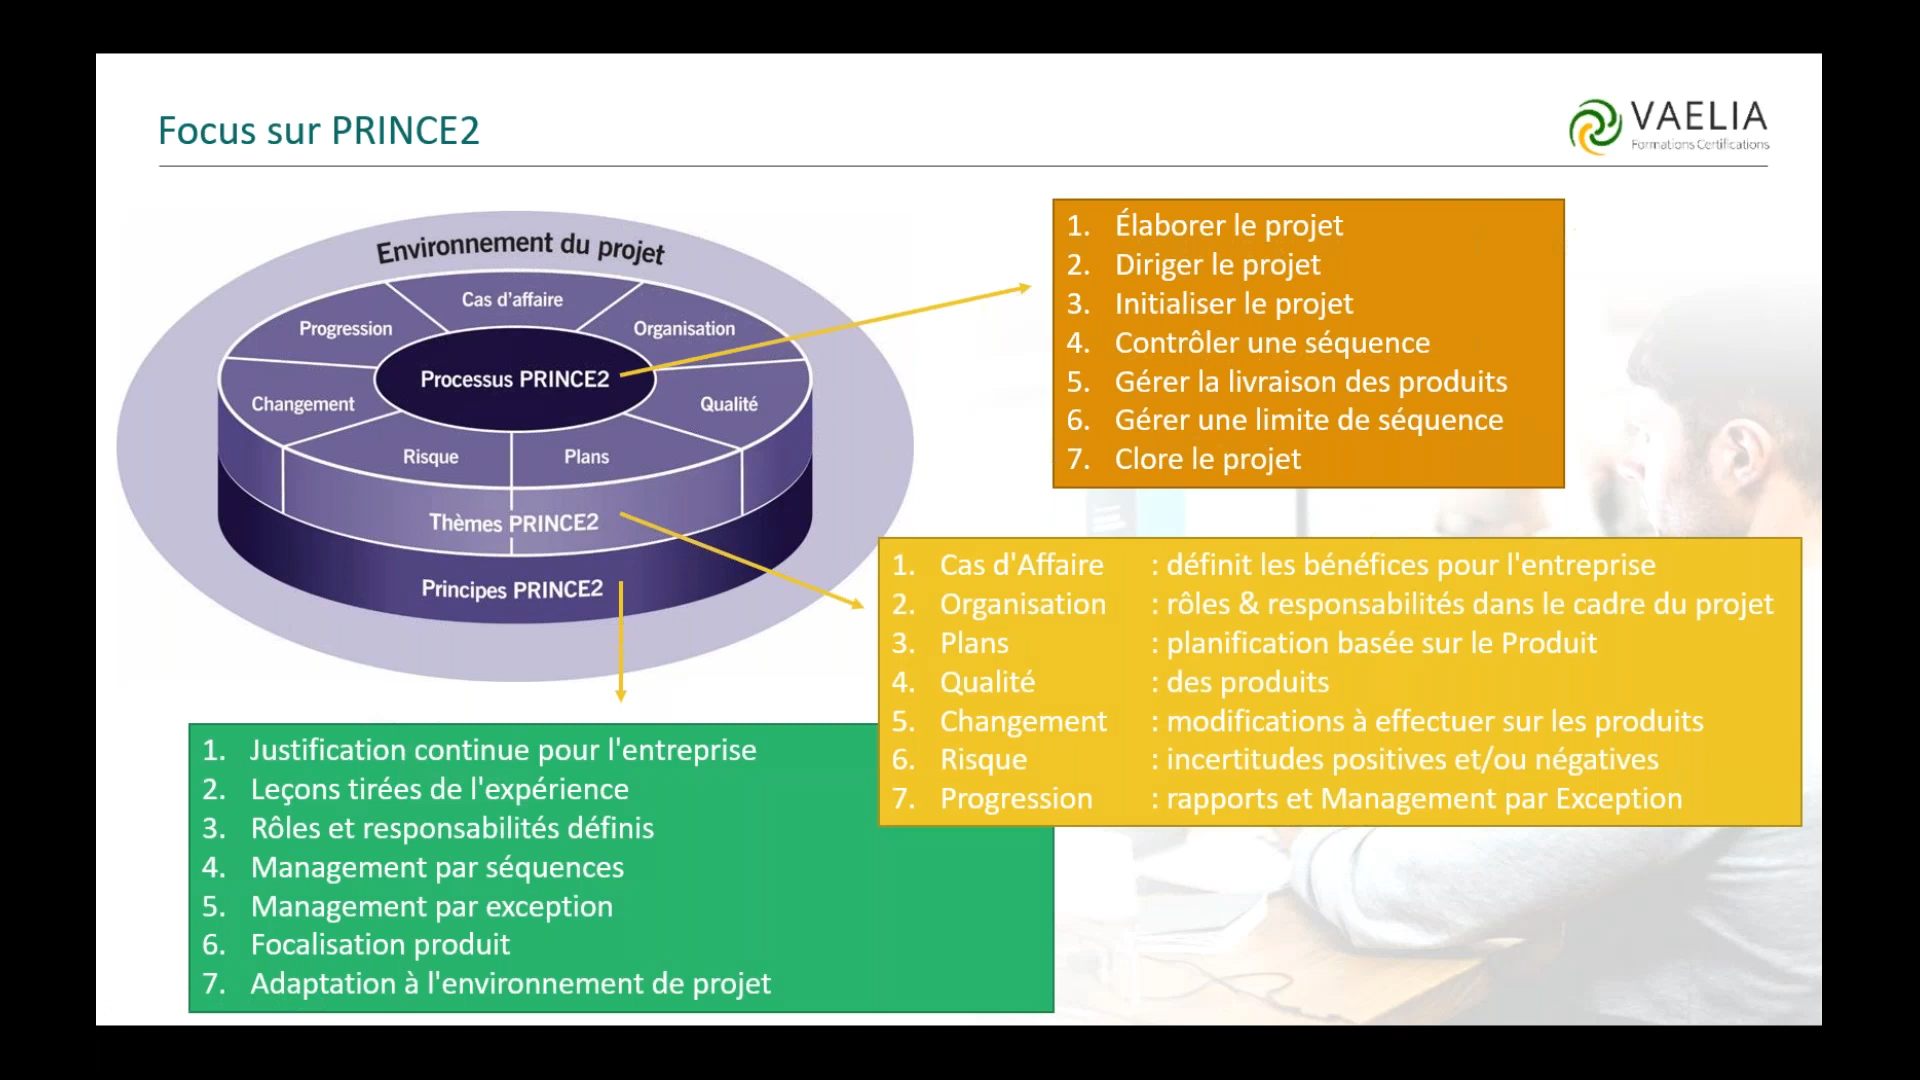 Focus sur PRINCE2
VAELIA
Formations Certifications
Environnement du projet
Cas d'affaire
Progression
Organisation
Processus PRINCE2
Changement
Qualité
Risque
Plans
Thèmes PRINCE2
Principes PRINCE2
1. Élaborer le projet
2. Diriger le projet
3. Initialiser le projet
4. Contrôler une séquence
5. Gérer la livraison des produits
6. Gérer une limite de séquence
7. Clore le projet
1. Cas d'Affaire : définit les bénéfices pour l'entreprise
2. Organisation : rôles & responsabilités dans le cadre du projet
3. Plans : planification basée sur le Produit
4. Qualité : des produits
5. Changement : modifications à effectuer sur les produits
6. Risque : incertitudes positives et/ou négatives
7. Progression : rapports et Management par Exception
1. Justification continue pour l'entreprise
2. Leçons tirées de l'expérience
3. Rôles et responsabilités définis
4. Management par séquences
5. Management par exception
6. Focalisation produit
7. Adaptation à l'environnement de projet